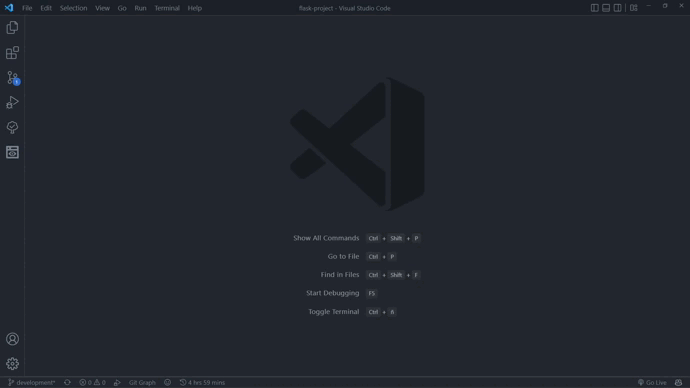 File Edit Selection View Go Run Terminal Help
flask-project - Visual Studio Code
1
Show All Commands Ctrl + Shift + P
Go to File Ctrl + P
Find in Files Ctrl + Shift + F
Start Debugging F5
Toggle Terminal Ctrl + ñ
development* 0 0 Git Graph 4 hrs 59 mins Go Live